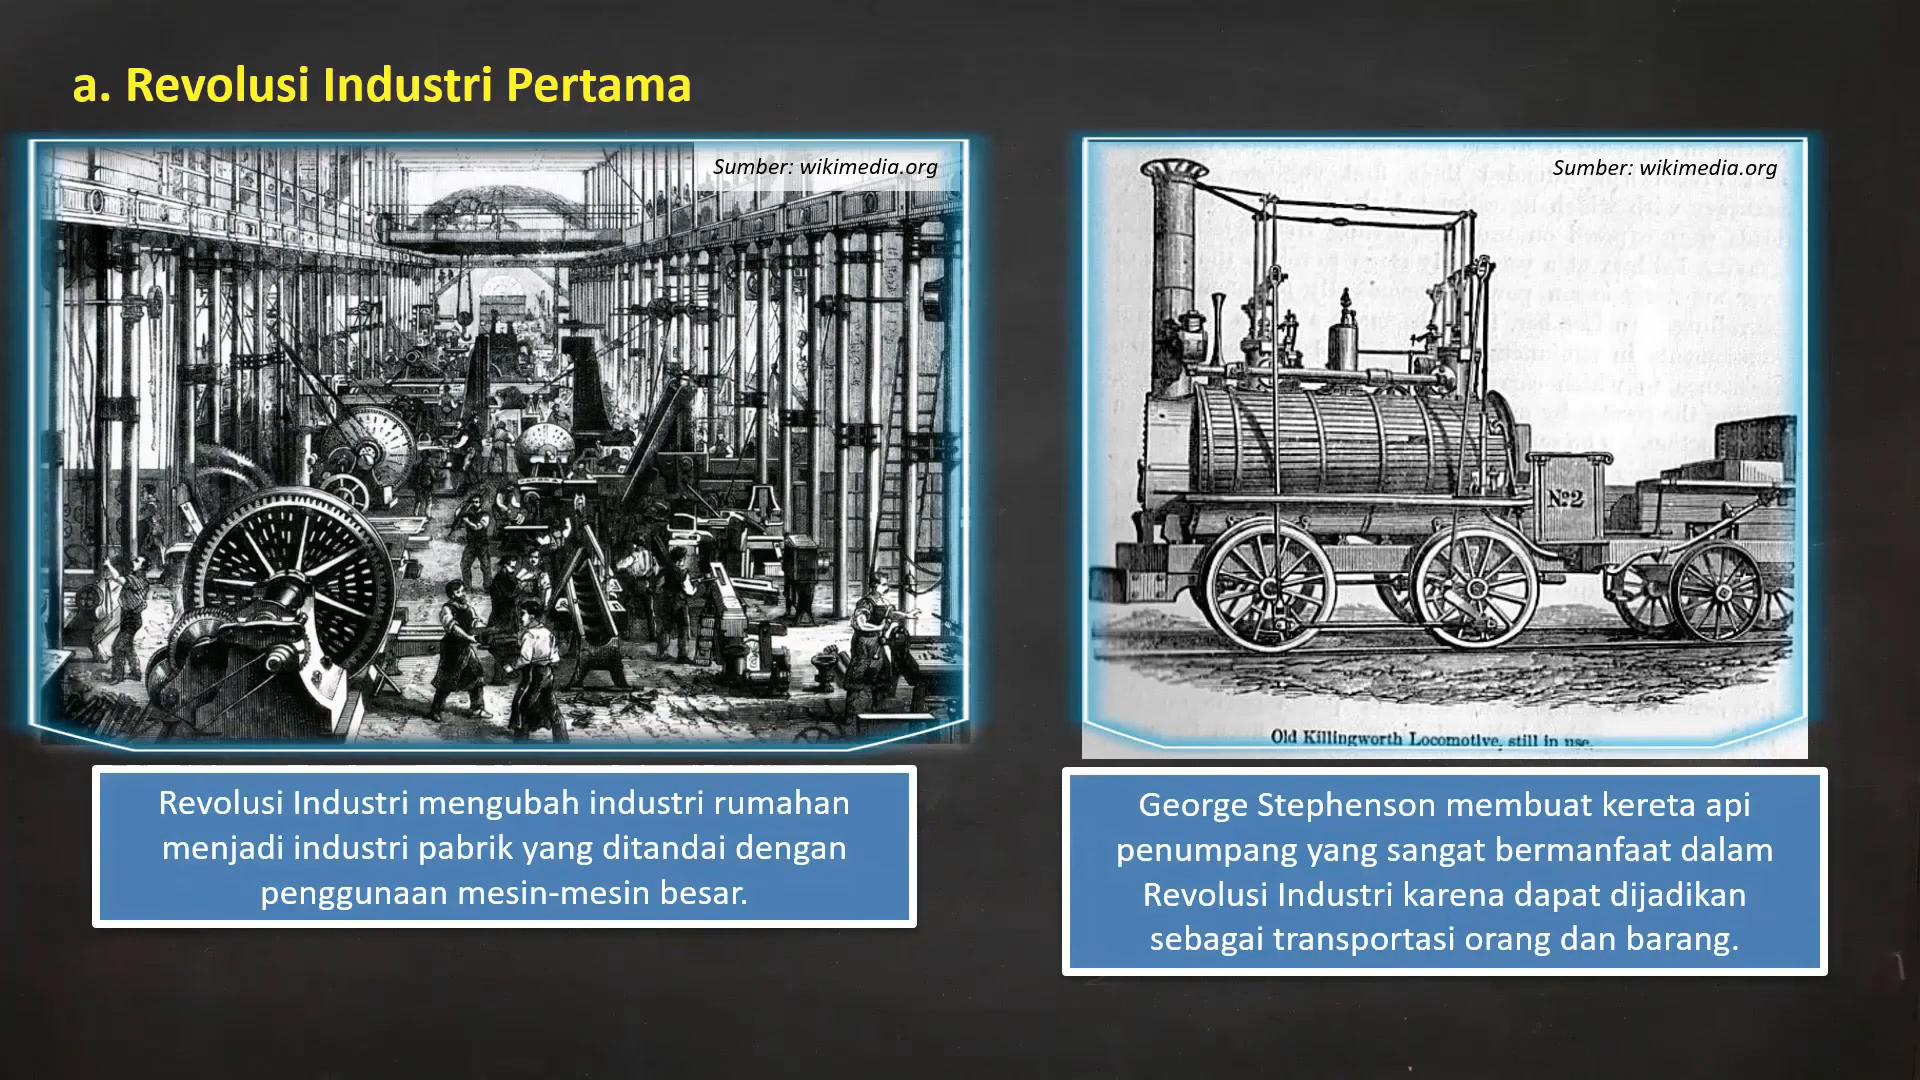 a. Revolusi Industri Pertama
Sumber: wikimedia.org
Sumber: wikimedia.org
Nº2
Old Killingworth Locomotive, still in use.
Revolusi Industri mengubah industri rumahan
menjadi industri pabrik yang ditandai dengan
penggunaan mesin-mesin besar.
George Stephenson membuat kereta api
penumpang yang sangat bermanfaat dalam
Revolusi Industri karena dapat dijadikan
sebagai transportasi orang dan barang.